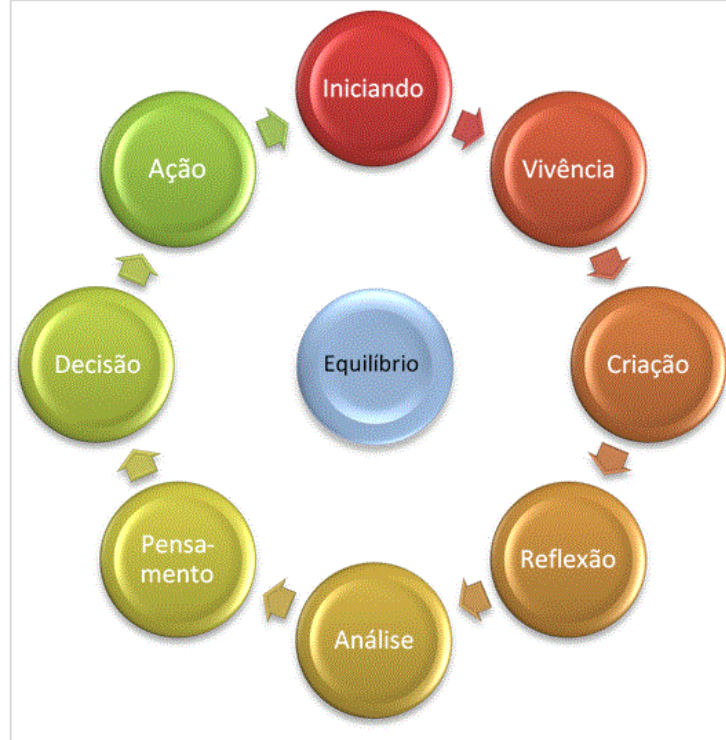 Iniciando
Vivência
Criação
Reflexão
Análise
Pensa-
mento
Decisão
Ação
Equilíbrio